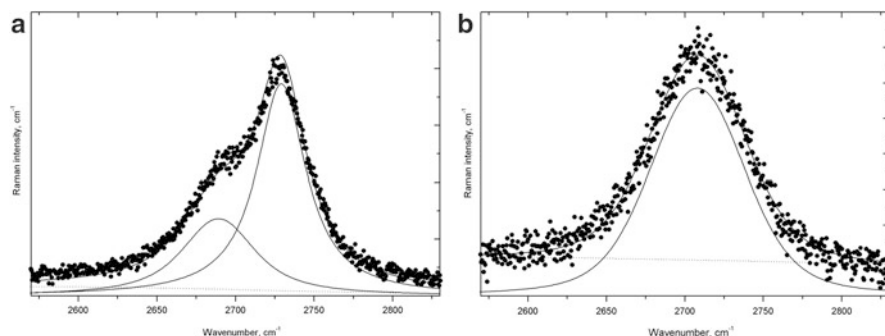 a
Raman intensity, cm⁻¹
2600 2650 2700 2750 2800
Wavenumber, cm⁻¹
b
Raman intensity, cm⁻¹
2600 2650 2700 2750 2800
Wavenumber, cm⁻¹